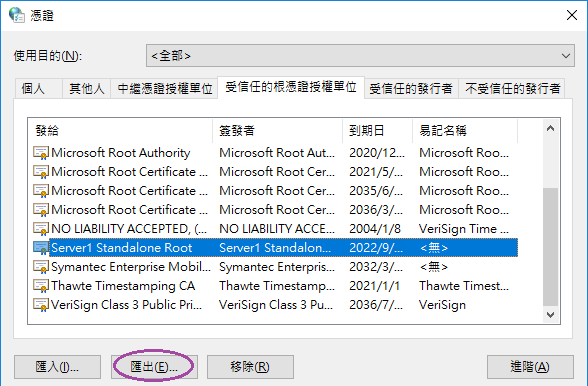 憑證
使用目的(N): <全部>
個人 其他人 中繼憑證授權單位 受信任的根憑證授權單位 受信任的發行者 不受信任的發行者
發給 簽發者 到期日 易記名稱
Microsoft Root Authority Microsoft Root Aut... 2020/12... Microsoft Roo...
Microsoft Root Certificate ... Microsoft Root Cer... 2021/5/... Microsoft Roo...
Microsoft Root Certificate ... Microsoft Root Cer... 2035/6/... Microsoft Roo...
Microsoft Root Certificate ... Microsoft Root Cer... 2036/3/... Microsoft Roo...
NO LIABILITY ACCEPTED, (... NO LIABILITY ACCE... 2004/1/8 VeriSign Time ...
Server1 Standalone Root Server1 Standalon... 2022/9/... <無>
Symantec Enterprise Mobil... Symantec Enterpris... 2032/3/... <無>
Thawte Timestamping CA Thawte Timestampi... 2021/1/1 Thawte Timest...
VeriSign Class 3 Public Pri... VeriSign Class 3 Pu... 2036/7/... VeriSign
匯入(I)... 匯出(E)... 移除(R) 進階(A)